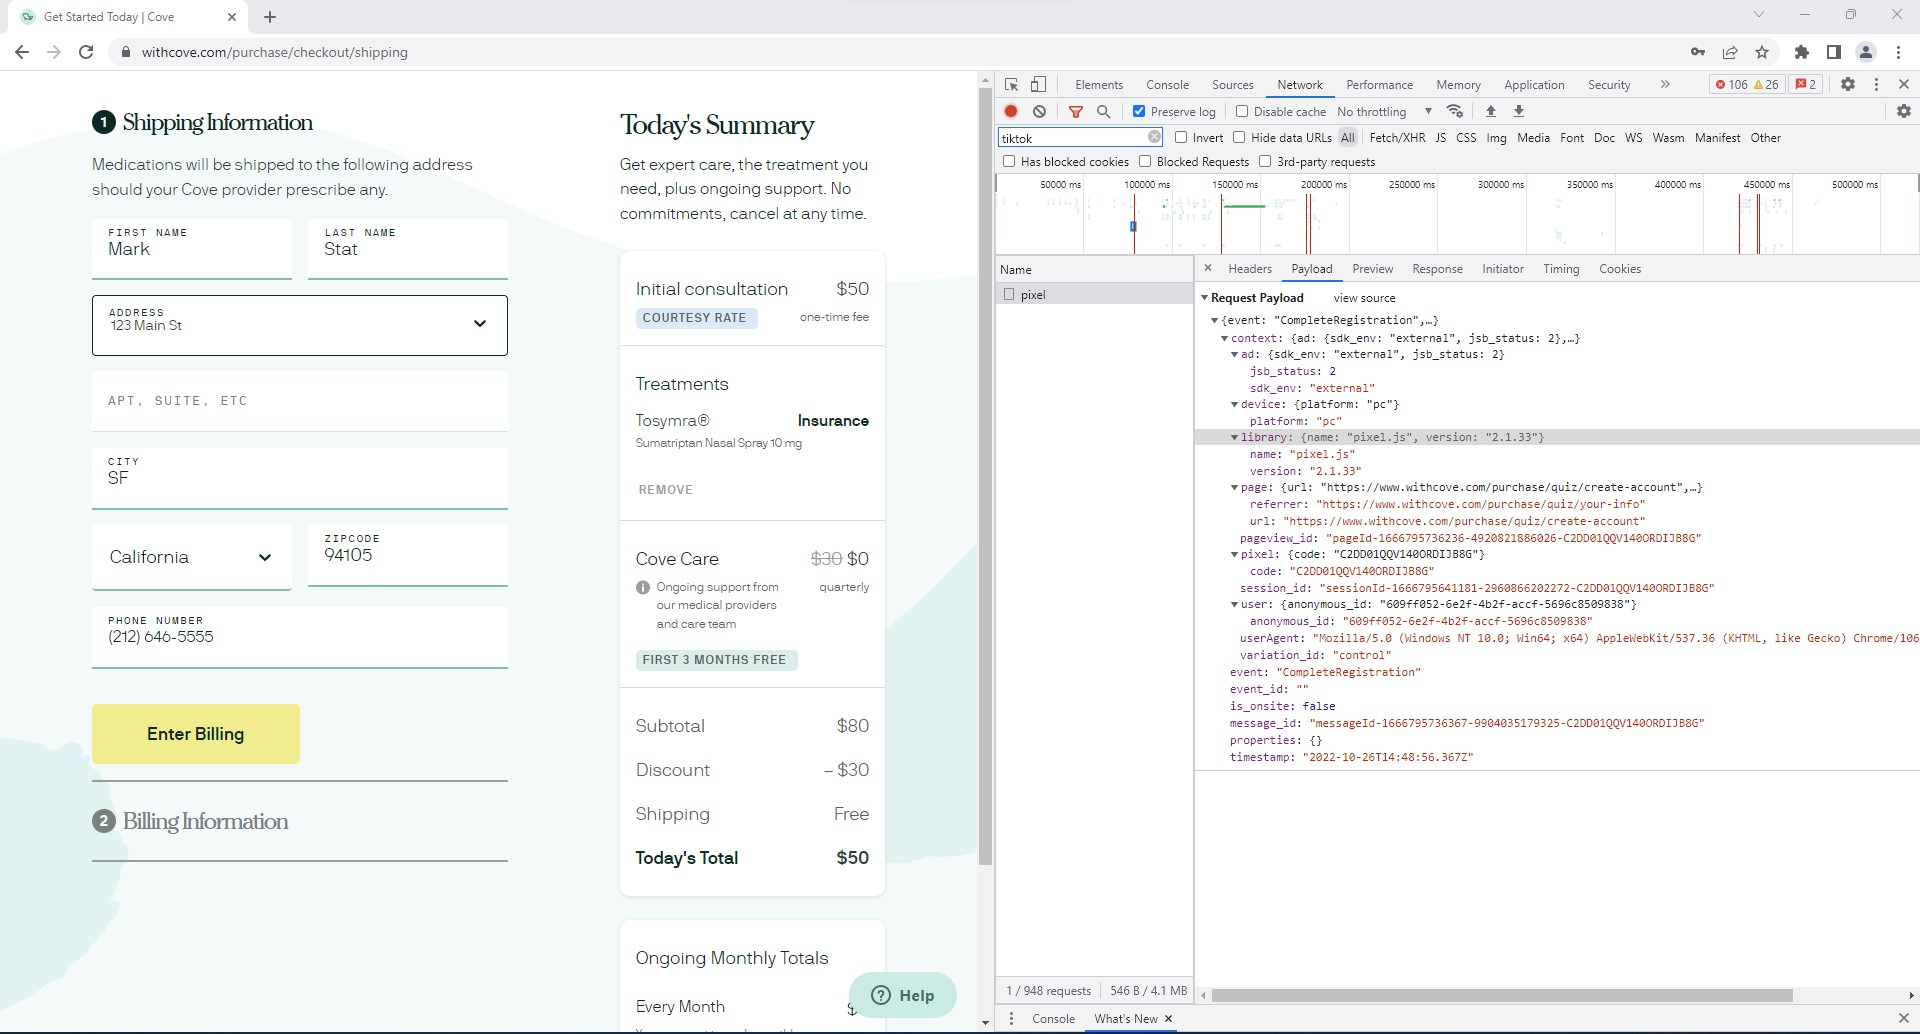 Get Started Today | Cove
withcove.com/purchase/checkout/shipping
1 Shipping Information
Medications will be shipped to the following address
should your Cove provider prescribe any.
FIRST NAME
Mark
LAST NAME
Stat
ADDRESS
123 Main St
APT, SUITE, ETC
CITY
SF
California
ZIPCODE
94105
PHONE NUMBER
(212) 646-5555
Enter Billing
2 Billing Information
Today's Summary
Get expert care, the treatment you
need, plus ongoing support. No
commitments, cancel at any time.
Initial consultation $50
COURTESY RATE one-time fee
Treatments
Tosymra® Insurance
Sumatriptan Nasal Spray 10 mg
REMOVE
Cove Care $30 $0
Ongoing support from quarterly
our medical providers
and care team
FIRST 3 MONTHS FREE
Subtotal $80
Discount – $30
Shipping Free
Today's Total $50
Ongoing Monthly Totals
Every Month $
Help
Elements Console Sources Network Performance Memory Application Security 106 26 2
Preserve log Disable cache No throttling
tiktok Invert Hide data URLs All Fetch/XHR JS CSS Img Media Font Doc WS Wasm Manifest Other
Has blocked cookies Blocked Requests 3rd-party requests
50000 ms 100000 ms 150000 ms 200000 ms 250000 ms 300000 ms 350000 ms 400000 ms 450000 ms 500000 ms
Name
pixel
Headers Payload Preview Response Initiator Timing Cookies
Request Payload view source
{event: "CompleteRegistration",…}
context: {ad: {sdk_env: "external", jsb_status: 2},…}
ad: {sdk_env: "external", jsb_status: 2}
jsb_status: 2
sdk_env: "external"
device: {platform: "pc"}
platform: "pc"
library: {name: "pixel.js", version: "2.1.33"}
name: "pixel.js"
version: "2.1.33"
page: {url: "https://www.withcove.com/purchase/quiz/create-account",…}
referrer: "https://www.withcove.com/purchase/quiz/your-info"
url: "https://www.withcove.com/purchase/quiz/create-account"
pageview_id: "pageId-1666795736236-4920821886026-C2DD01QQV140ORDIJB8G"
pixel: {code: "C2DD01QQV140ORDIJB8G"}
code: "C2DD01QQV140ORDIJB8G"
session_id: "sessionId-1666795641181-2960866202272-C2DD01QQV140ORDIJB8G"
user: {anonymous_id: "609ff052-6e2f-4b2f-accf-5696c8509838"}
anonymous_id: "609ff052-6e2f-4b2f-accf-5696c8509838"
userAgent: "Mozilla/5.0 (Windows NT 10.0; Win64; x64) AppleWebKit/537.36 (KHTML, like Gecko) Chrome/106
variation_id: "control"
event: "CompleteRegistration"
event_id: ""
is_onsite: false
message_id: "messageId-1666795736367-9904035179325-C2DD01QQV140ORDIJB8G"
properties: {}
timestamp: "2022-10-26T14:48:56.367Z"
1 / 948 requests 546 B / 4.1 MB
Console What's New